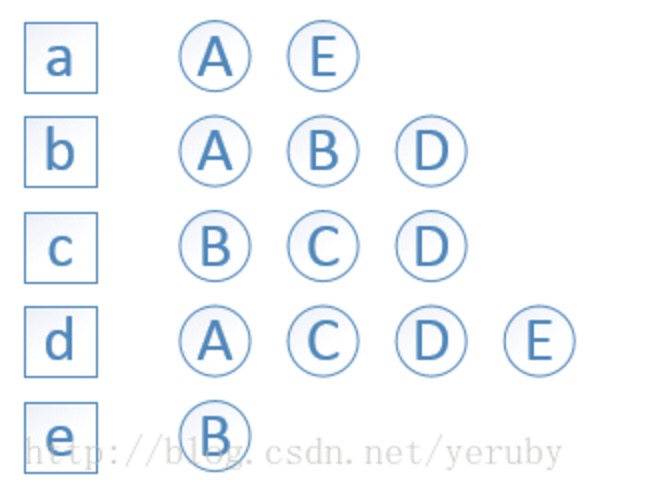 a A E
b A B D
c B C D
d A C D E
e B
http://blog.csdn.net/yeruby